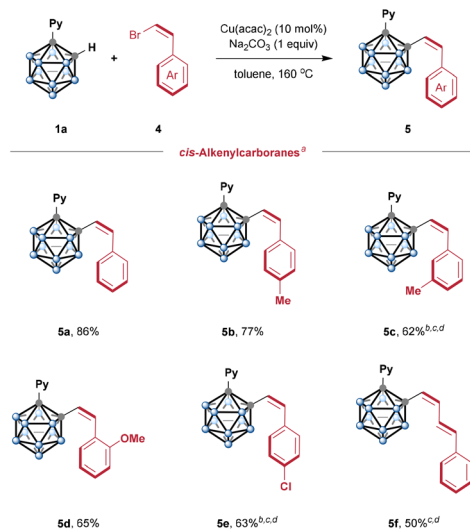 Py
H
+
Br
Ar
Cu(acac)2 (10 mol%)
Na2CO3 (1 equiv)
toluene, 160 °C
Py
Ar
1a
4
5
cis-Alkenylcarboranes^a
Py
Py
Me
Py
Me
5a, 86%
5b, 77%
5c, 62%^b,c,d
Py
OMe
Py
Cl
Py
5d, 65%
5e, 63%^b,c,d
5f, 50%^c,d